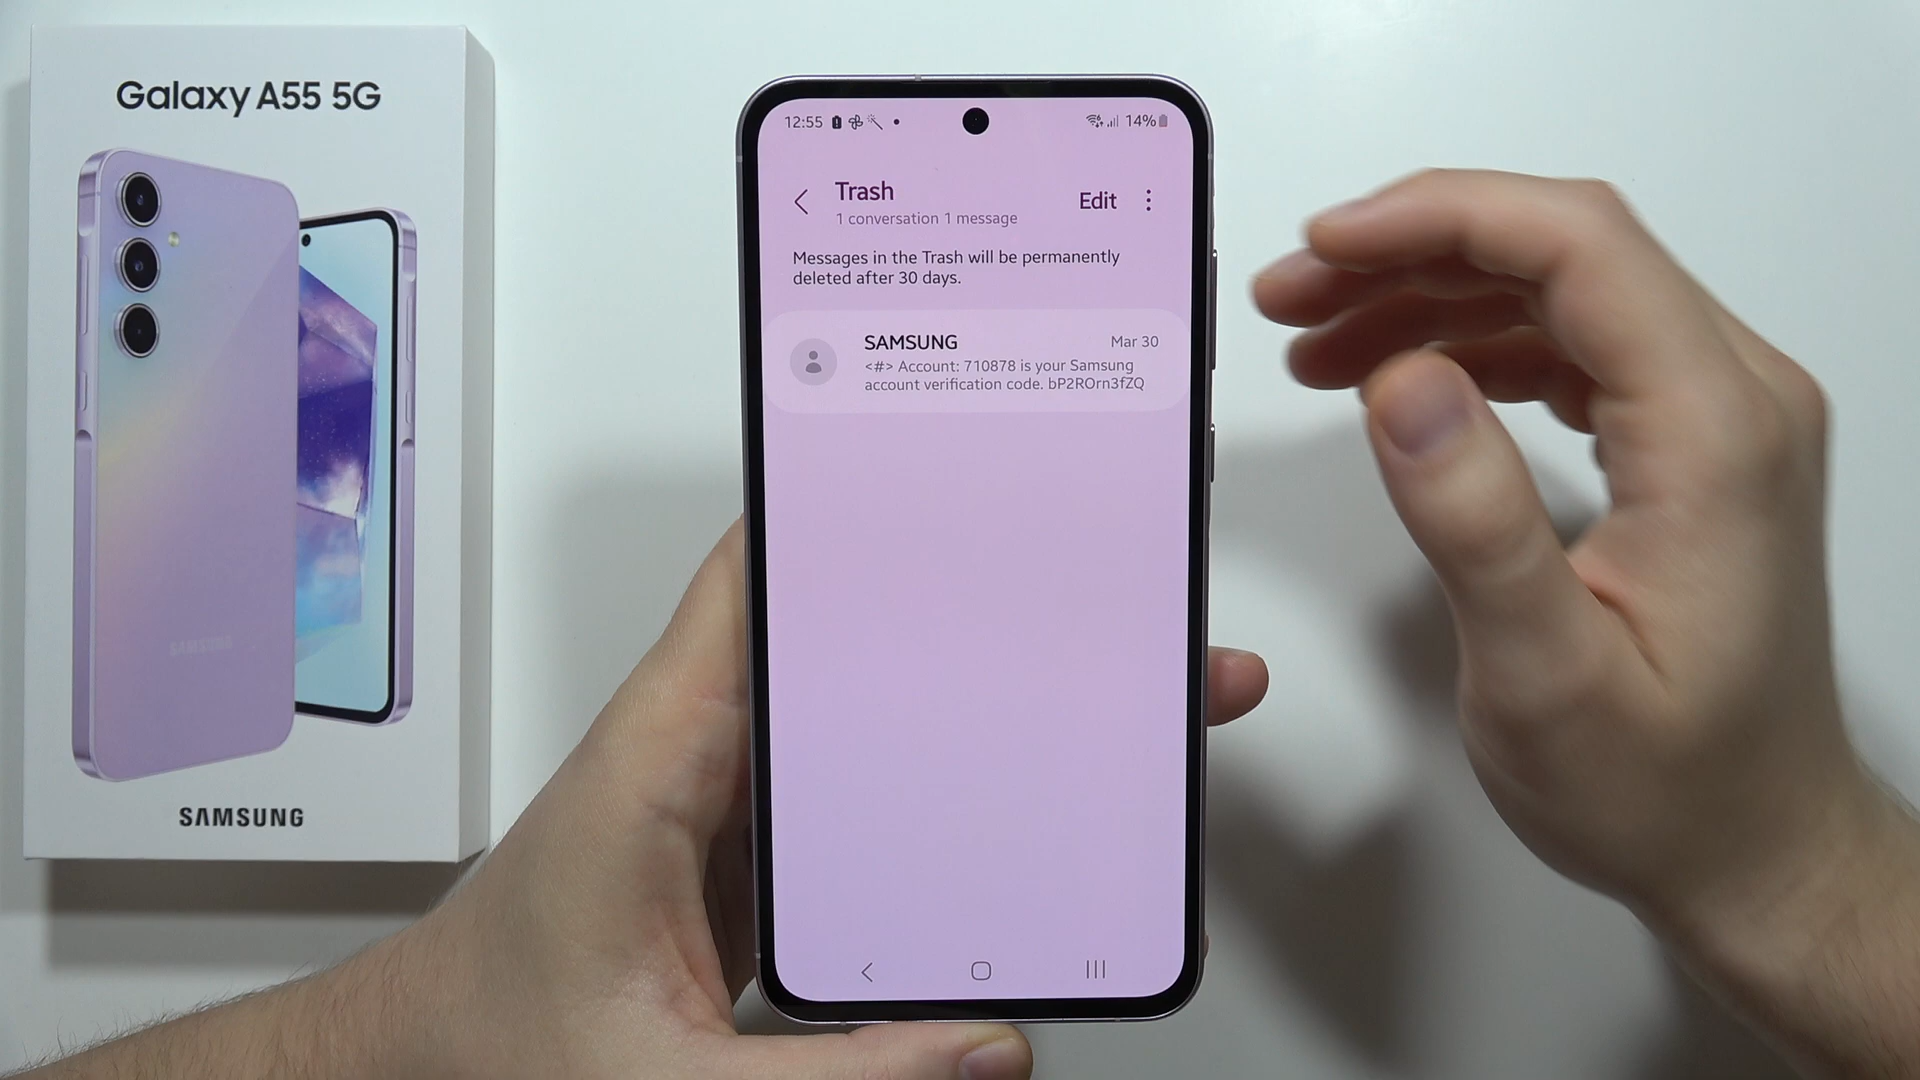 Galaxy A55 5G
SAMSUNG
SAMSUNG
12:55
14%
Trash
Edit
1 conversation 1 message
Messages in the Trash will be permanently
deleted after 30 days.
SAMSUNG
Mar 30
<#> Account: 710878 is your Samsung
account verification code. bP2ROrn3fZQ